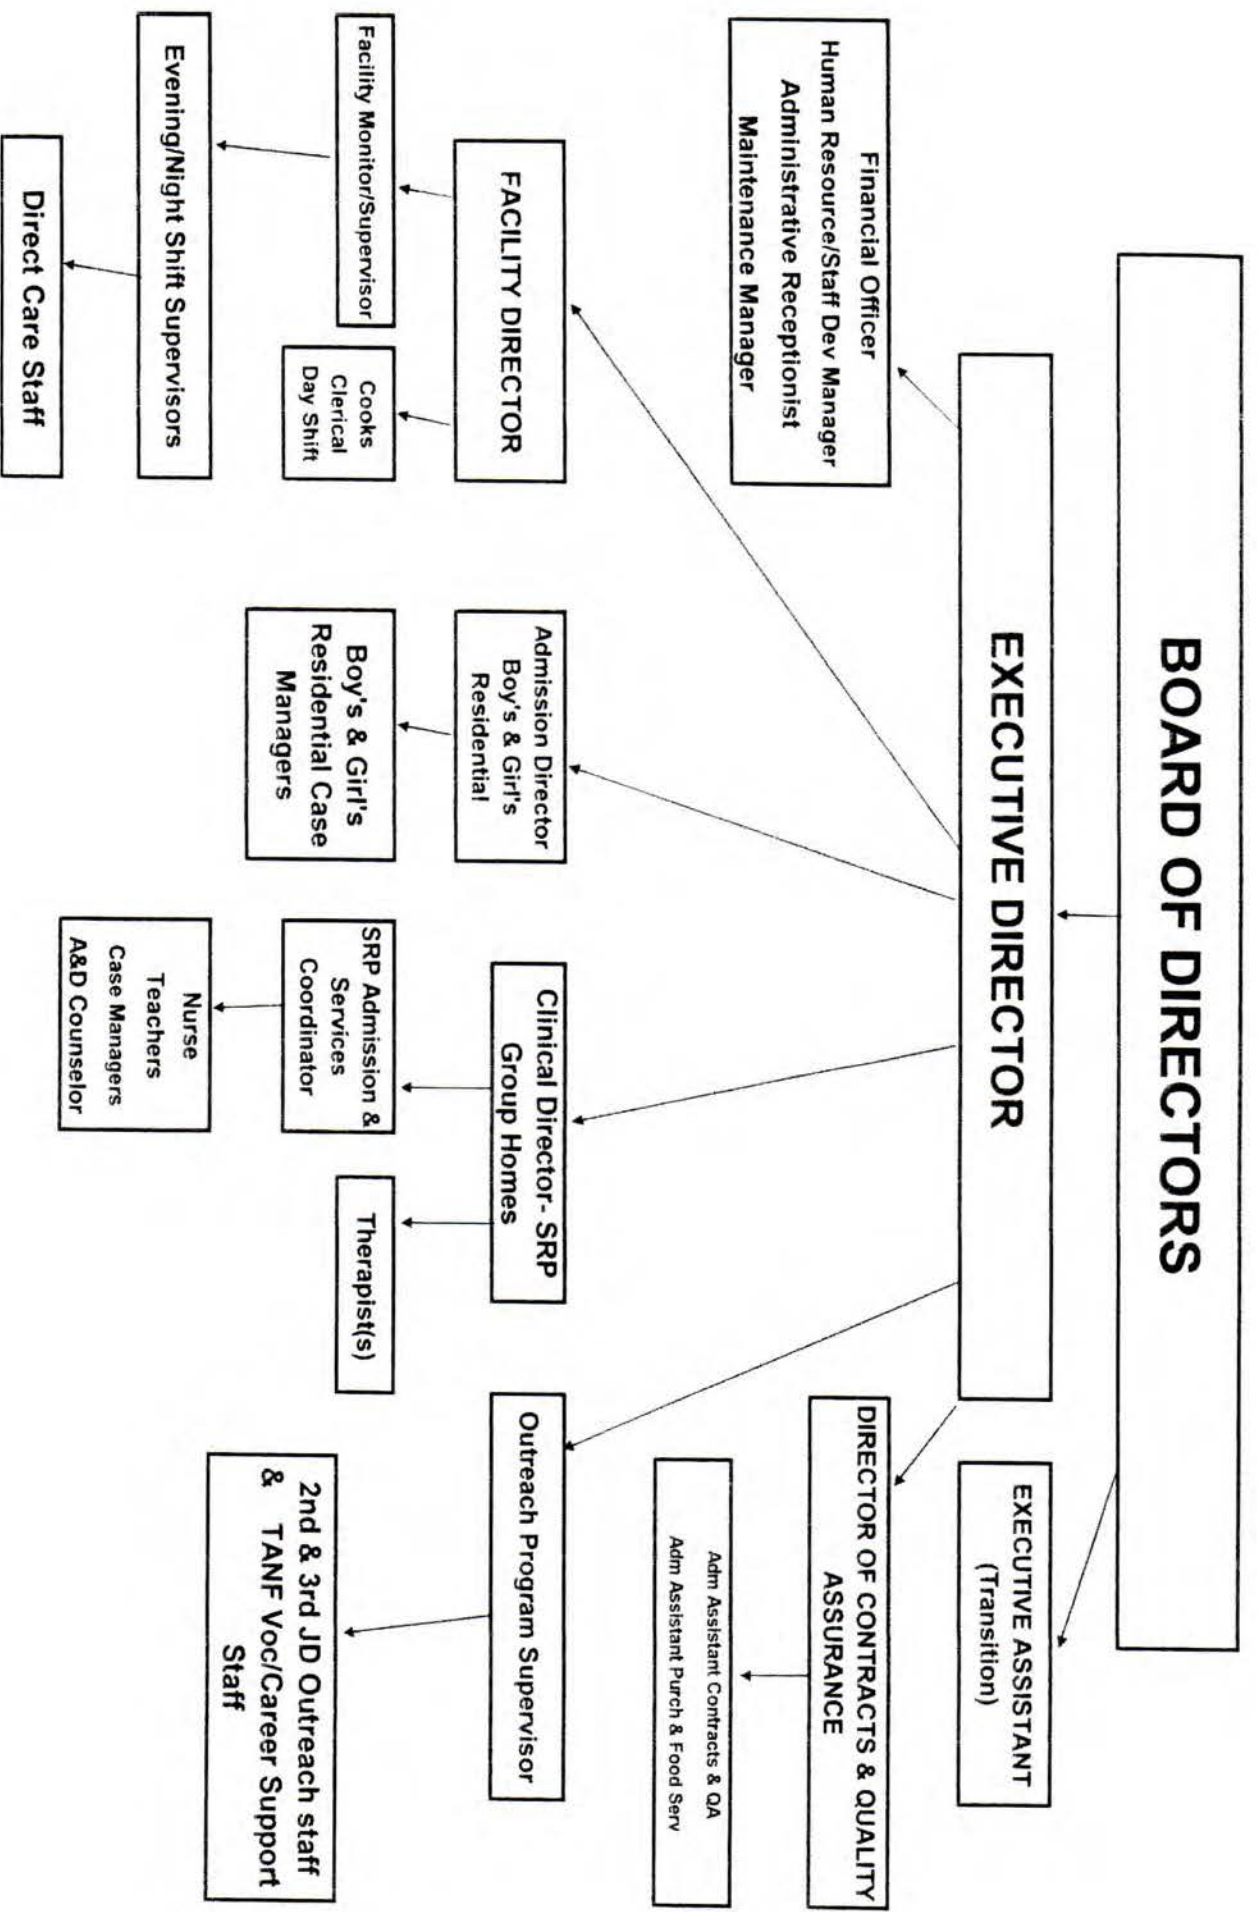 BOARD OF DIRECTORS
EXECUTIVE DIRECTOR
EXECUTIVE ASSISTANT
(Transition)
Financial Officer
Human Resource/Staff Dev Manager
Administrative Receptionist
Maintenance Manager
DIRECTOR OF CONTRACTS & QUALITY
ASSURANCE
Adm Assistant Contracts & QA
Adm Assistant Purch & Food Serv
FACILITY DIRECTOR
Admission Director
Boy's & Girl's
Residential
Clinical Director- SRP
Group Homes
Outreach Program Supervisor
Facility Monitor/Supervisor
Cooks
Clerical
Day Shift
Boy's & Girl's
Residential Case
Managers
SRP Admission &
Services
Coordinator
Therapist(s)
2nd & 3rd JD Outreach staff
& TANF Voc/Career Support
Staff
Evening/Night Shift Supervisors
Nurse
Teachers
Case Managers
A&D Counselor
Direct Care Staff